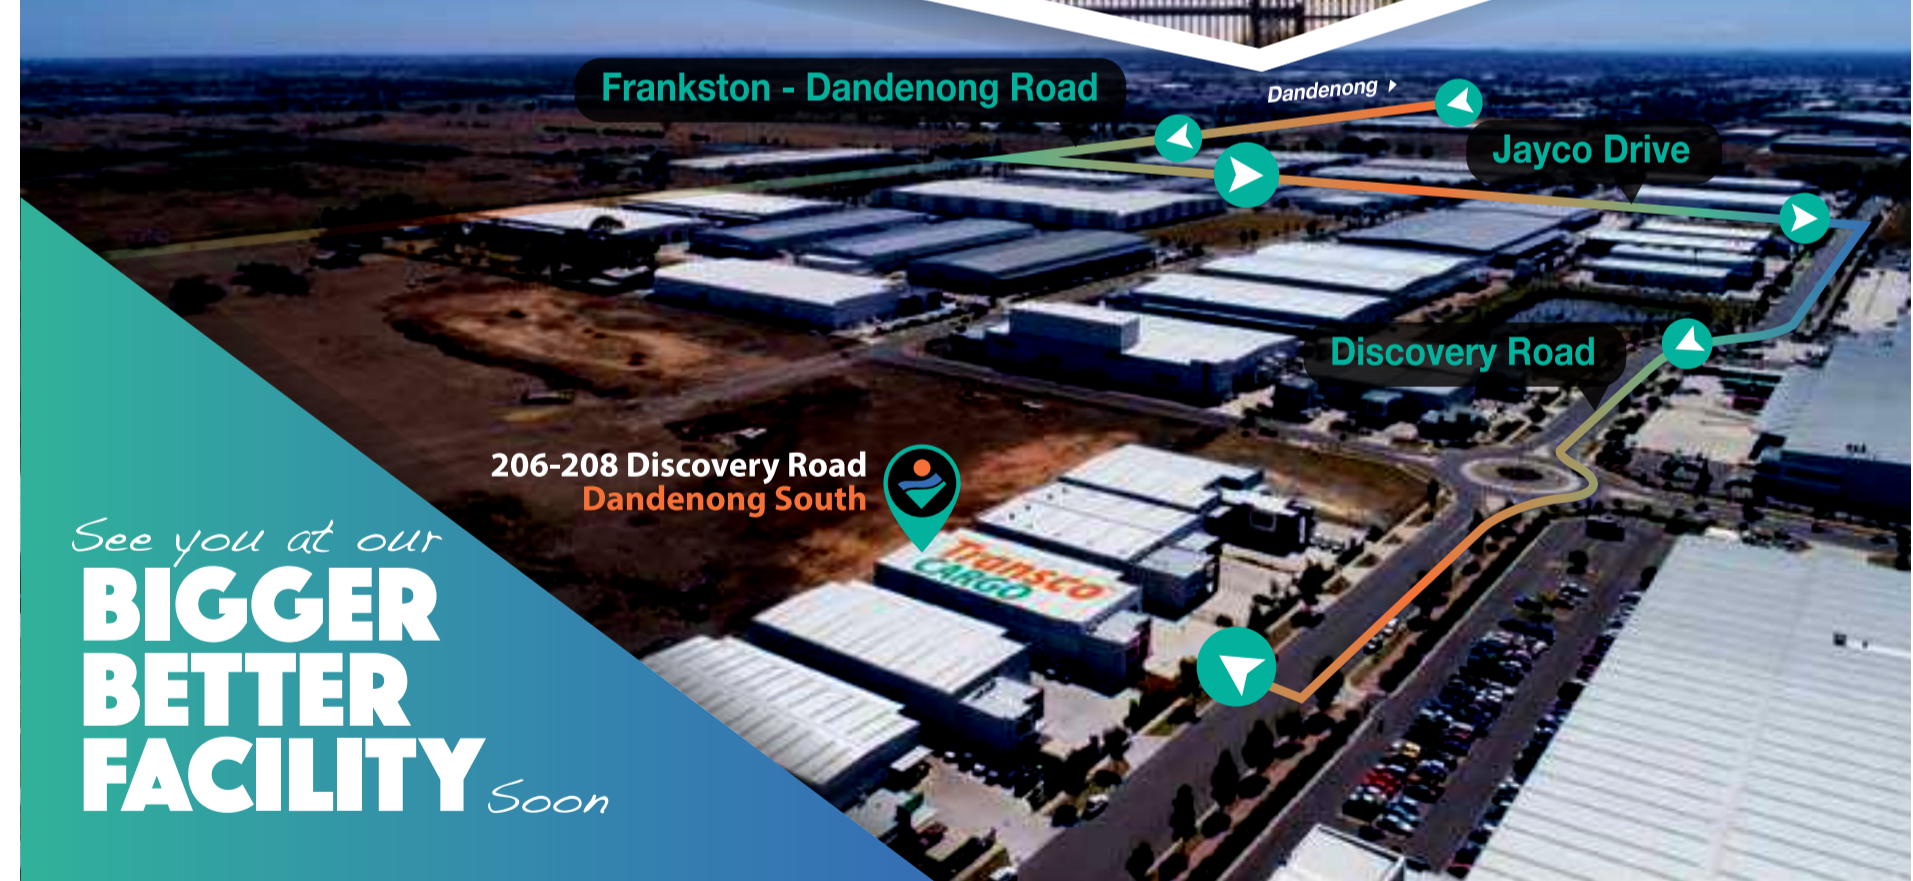 Frankston - Dandenong Road
Dandenong
Jayco Drive
Discovery Road
206-208 Discovery Road
Dandenong South
Transco
CARGO
See you at our
BIGGER
BETTER
FACILITY Soon